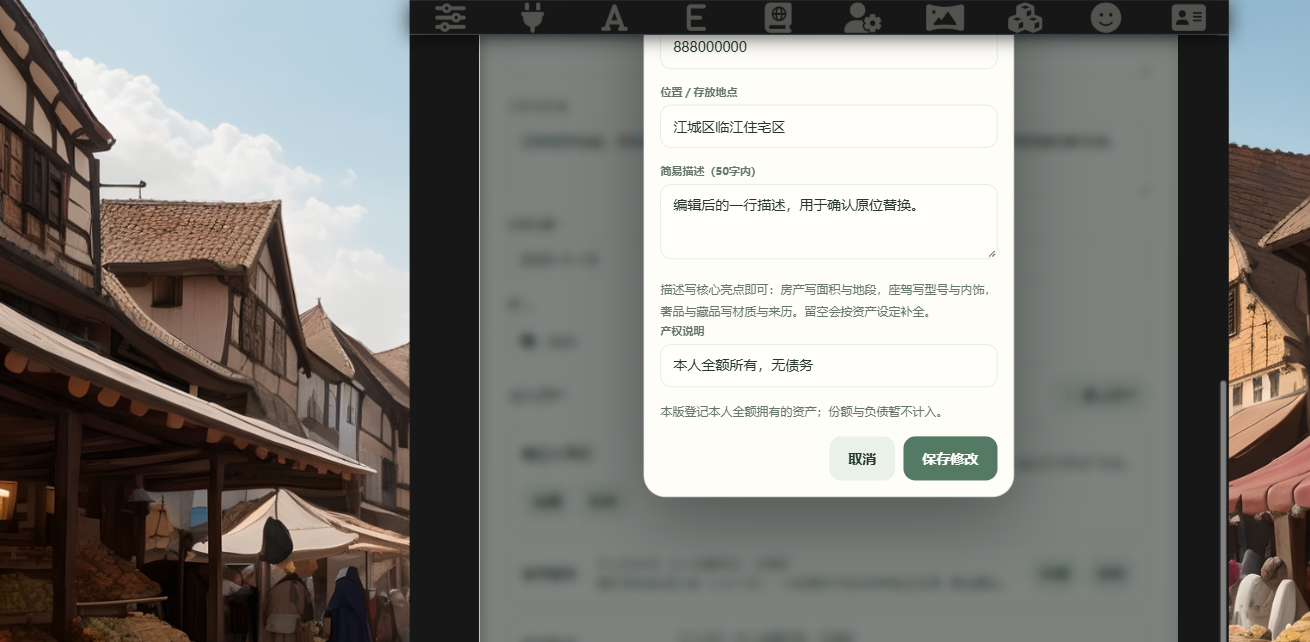 888000000
位置 / 存放地点
江城区临江住宅区
简易描述（50字内）
编辑后的一行描述，用于确认原位替换。
描述写核心亮点即可：房产写面积与地段，座驾写型号与内饰，
奢品与藏品写材质与来历。留空会按资产设定补全。
产权说明
本人全额所有，无债务
本版登记本人全额拥有的资产；份额与负债暂不计入。
取消
保存修改